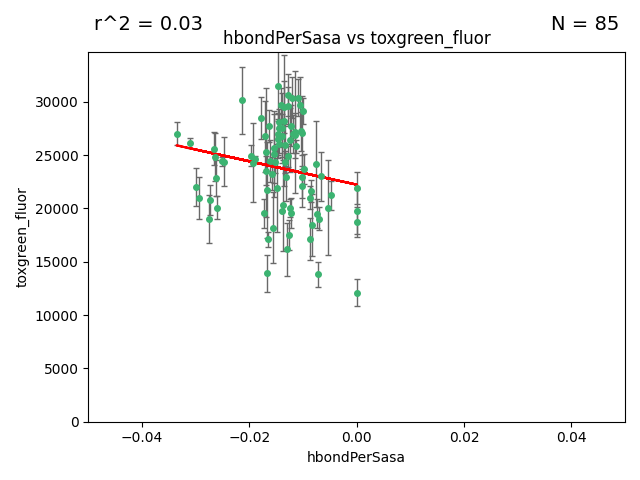 r^2 = 0.03
N = 85
hbondPerSasa vs toxgreen_fluor
30000
25000
20000
15000
10000
5000
0
toxgreen_fluor
−0.04
−0.02
0.00
0.02
0.04
hbondPerSasa